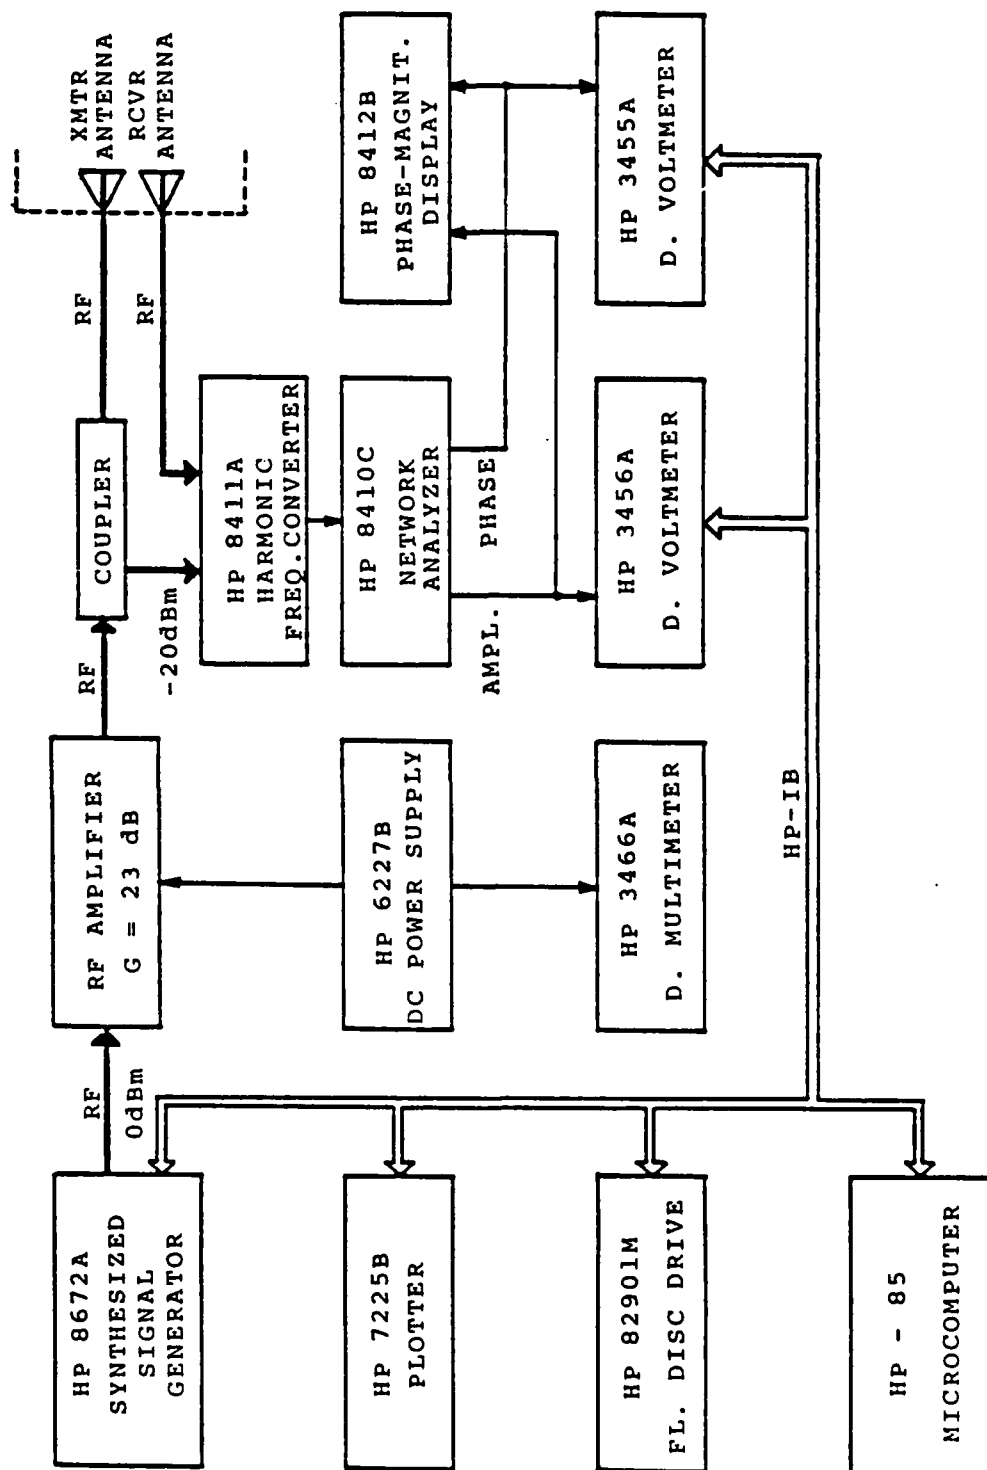 XMTR
ANTENNA
RCVR
ANTENNA
RF
RF
COUPLER
RF
-20dBm
RF AMPLIFIER
G = 23 dB
RF
0dBm
HP 8672A
SYNTHESIZED
SIGNAL
GENERATOR
HP 8411A
HARMONIC
FREQ.CONVERTER
HP 8412B
PHASE-MAGNIT.
DISPLAY
HP 8410C
NETWORK
ANALYZER
PHASE
AMPL.
HP 6227B
DC POWER SUPPLY
HP 7225B
PLOTTER
HP 3455A
D. VOLTMETER
HP 3456A
D. VOLTMETER
HP 3466A
D. MULTIMETER
HP 82901M
FL. DISC DRIVE
HP-IB
HP - 85
MICROCOMPUTER